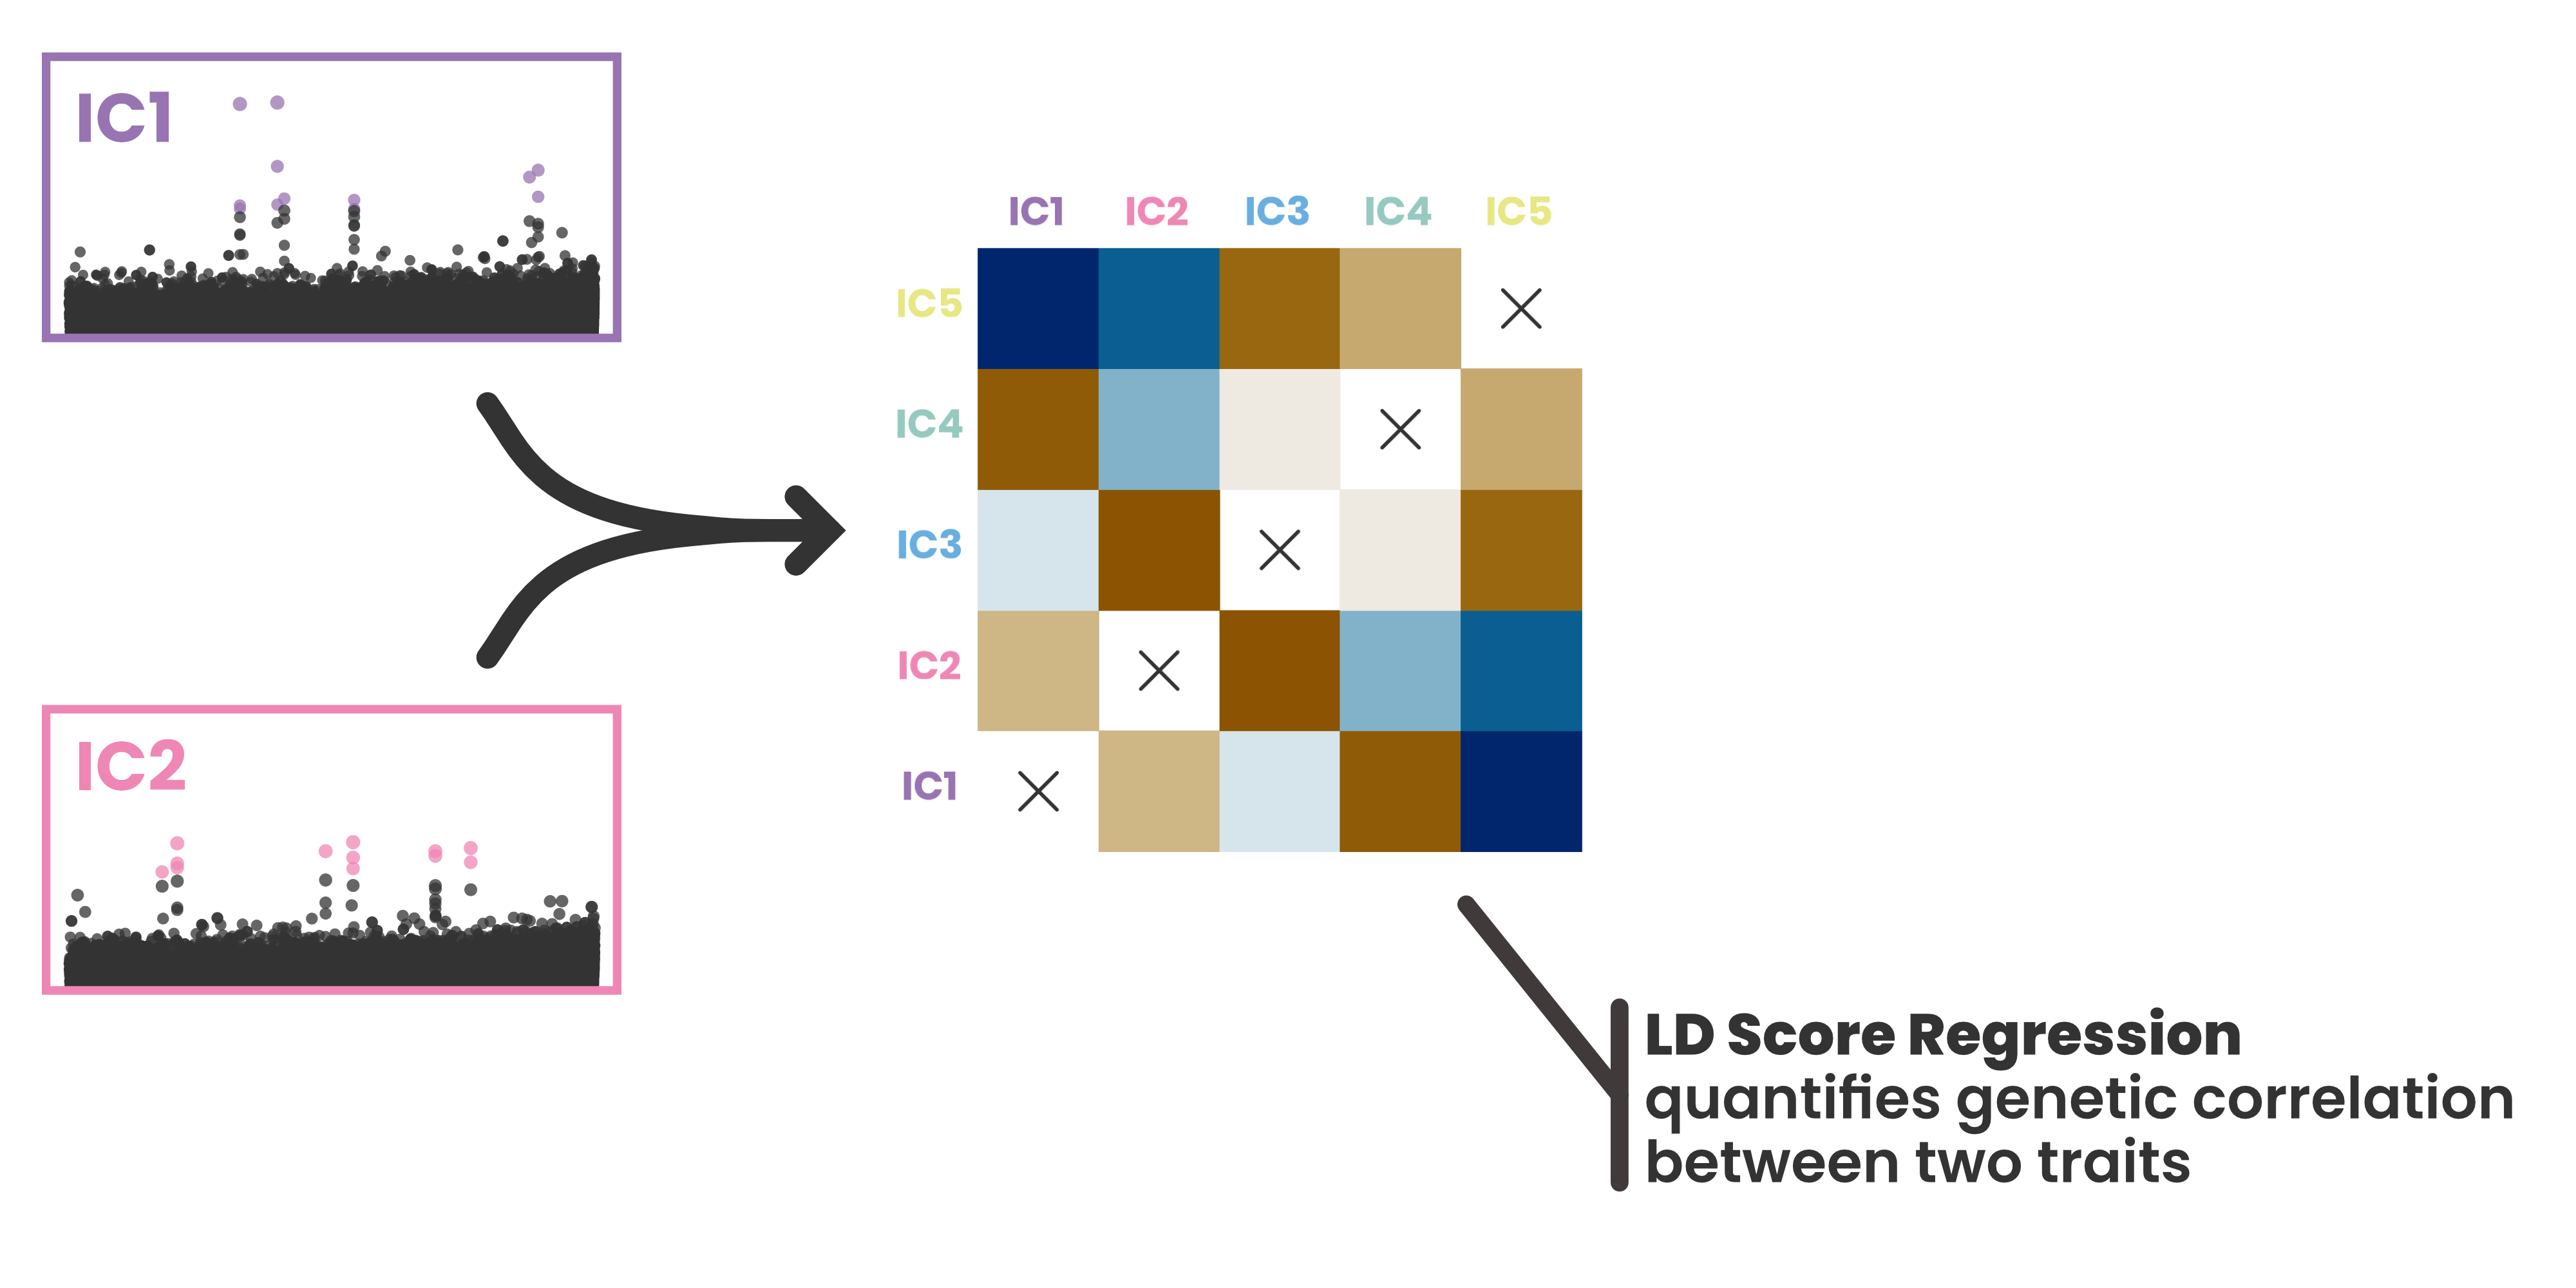 IC1
IC2
IC1 IC2 IC3 IC4 IC5
IC5
IC4
IC3
IC2
IC1
LD Score Regression
quantifies genetic correlation
between two traits